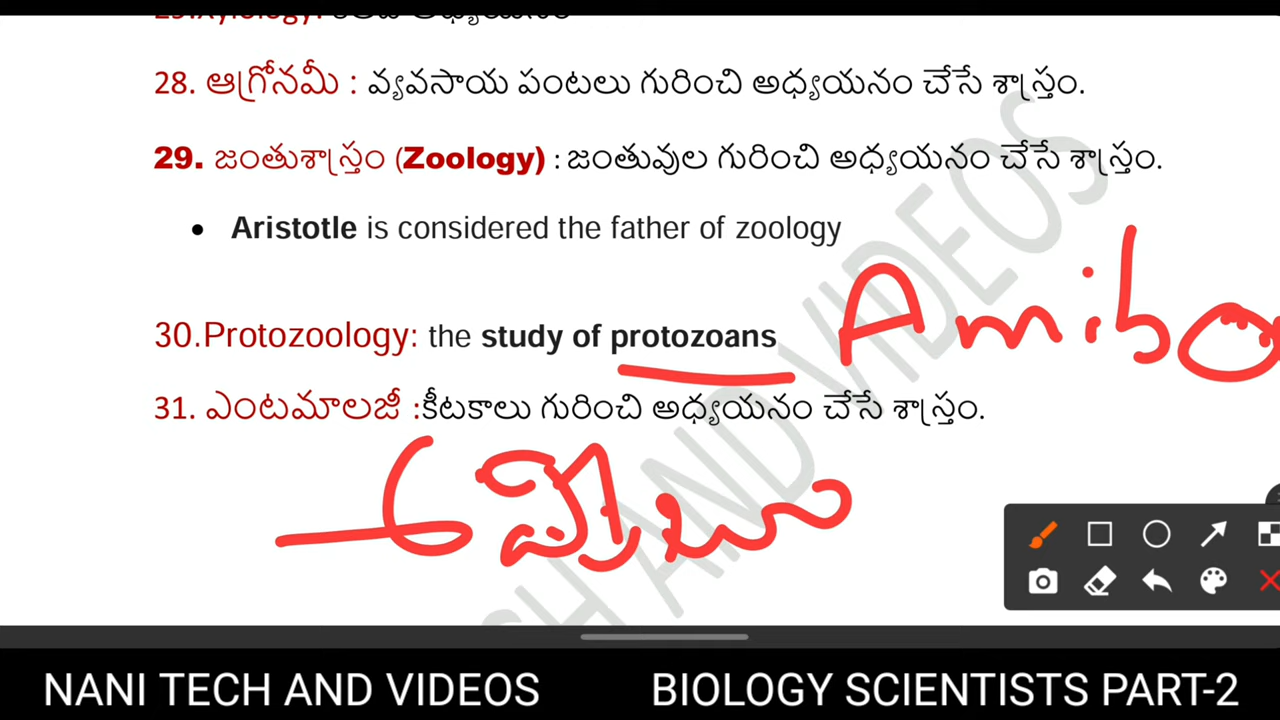 28. ఆగ్రోనమీ : వ్యవసాయ పంటలు గురించి అధ్యయనం చేసే శాస్త్రం.
29. జంతుశాస్త్రం (Zoology) : జంతువుల గురించి అధ్యయనం చేసే శాస్త్రం.
• Aristotle is considered the father of zoology
30.Protozoology: the study of protozoans
31. ఎంటమాలజీ :కీటకాలు గురించి అధ్యయనం చేసే శాస్త్రం.
AND VIDEOS
NANI TECH AND VIDEOS BIOLOGY SCIENTISTS PART-2